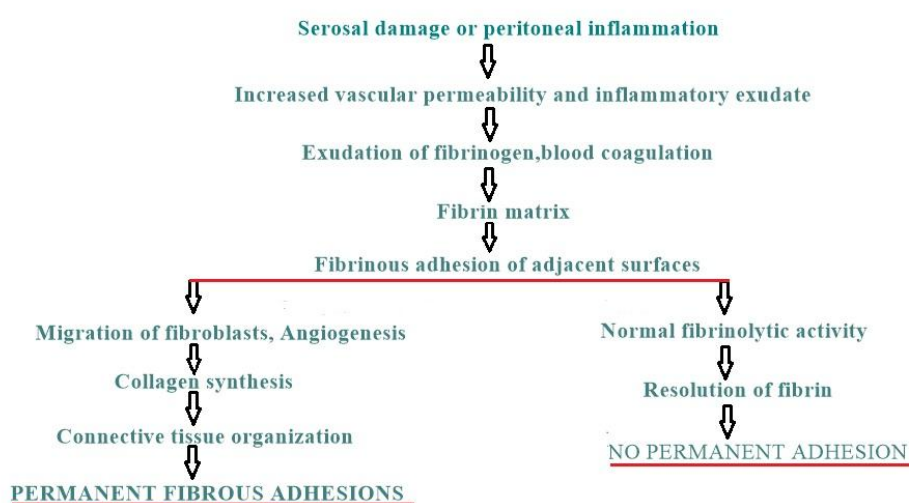 Serosal damage or peritoneal inflammation
Increased vascular permeability and inflammatory exudate
Exudation of fibrinogen,blood coagulation
Fibrin matrix
Fibrinous adhesion of adjacent surfaces
Migration of fibroblasts, Angiogenesis
Collagen synthesis
Connective tissue organization
PERMANENT FIBROUS ADHESIONS
Normal fibrinolytic activity
Resolution of fibrin
NO PERMANENT ADHESION